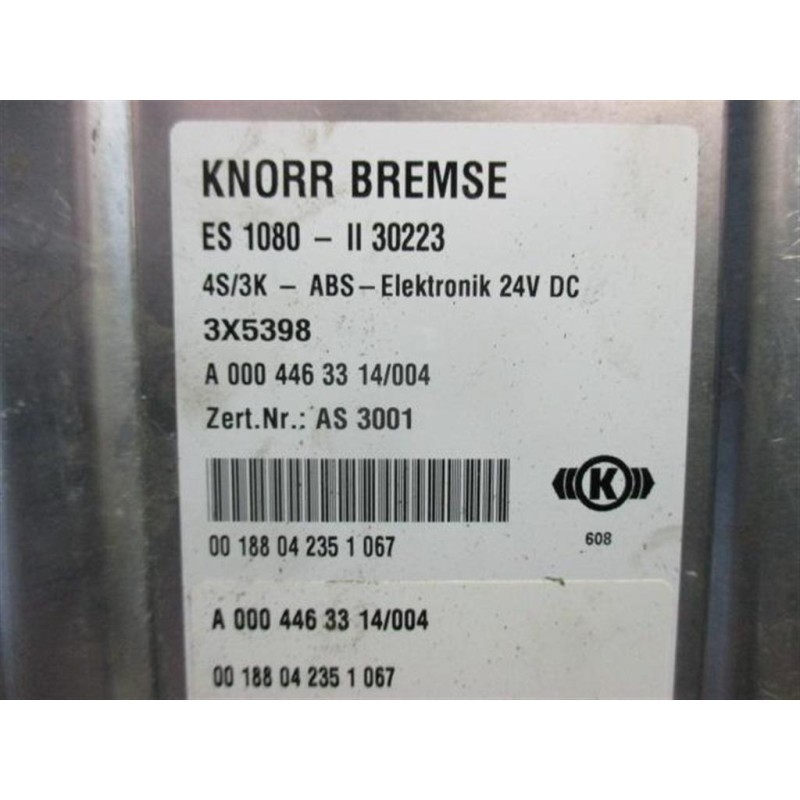 KNORR BREMSE
ES 1080 – II 30223
4S/3K – ABS – Elektronik 24V DC
3X5398
A 000 446 33 14/004
Zert.Nr.: AS 3001
K
00 188 04 235 1 067
608
A 000 446 33 14/004
00 188 04 235 1 067